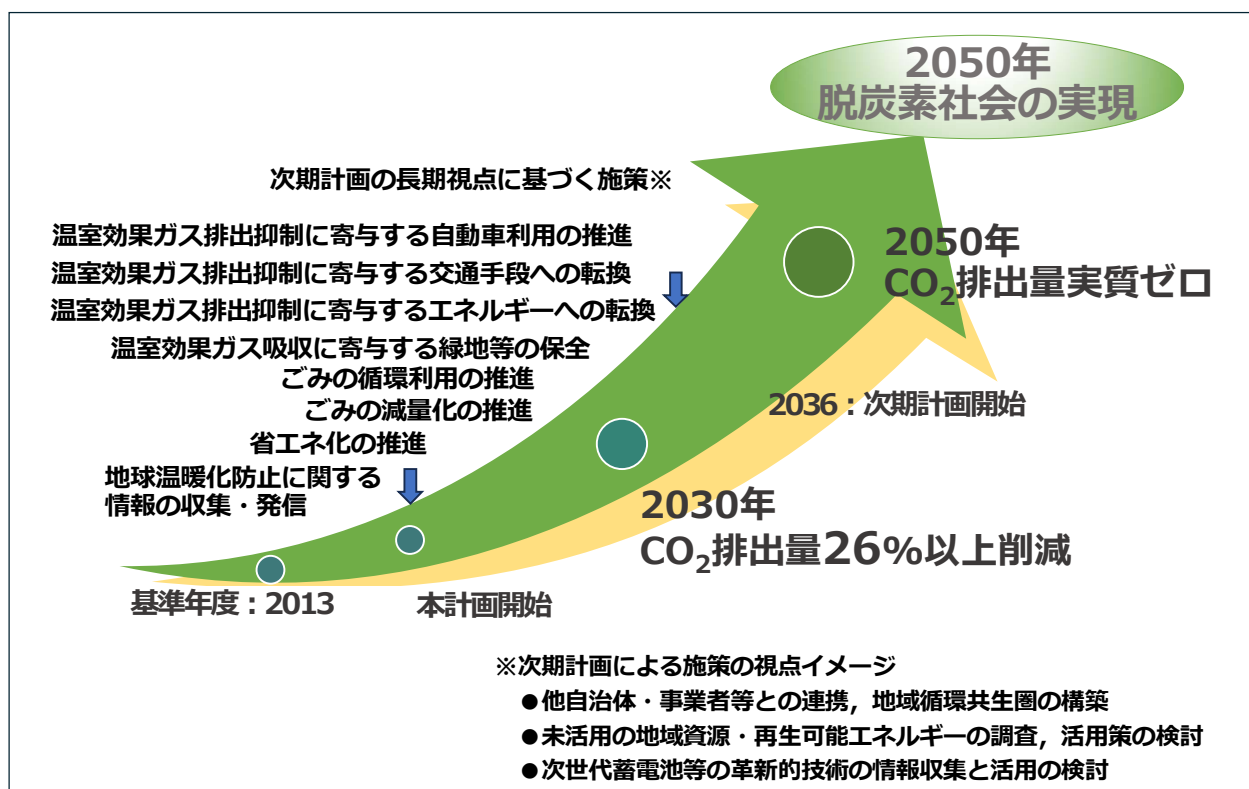 2050年
脱炭素社会の実現
次期計画の長期視点に基づく施策※
温室効果ガス排出抑制に寄与する自動車利用の推進
温室効果ガス排出抑制に寄与する交通手段への転換
温室効果ガス排出抑制に寄与するエネルギーへの転換
温室効果ガス吸収に寄与する緑地等の保全
ごみの循環利用の推進
ごみの減量化の推進
省エネ化の推進
地球温暖化防止に関する
情報の収集・発信
2050年
CO₂排出量実質ゼロ
2036：次期計画開始
2030年
CO₂排出量26%以上削減
基準年度：2013
本計画開始
※次期計画による施策の視点イメージ
●他自治体・事業者等との連携，地域循環共生圏の構築
●未活用の地域資源・再生可能エネルギーの調査，活用策の検討
●次世代蓄電池等の革新的技術の情報収集と活用の検討